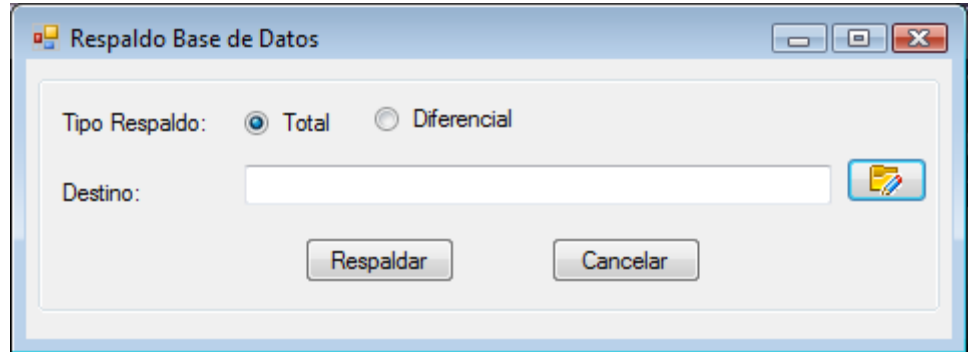 Respaldo Base de Datos
Tipo Respaldo: Total Diferencial
Destino:
Respaldar Cancelar